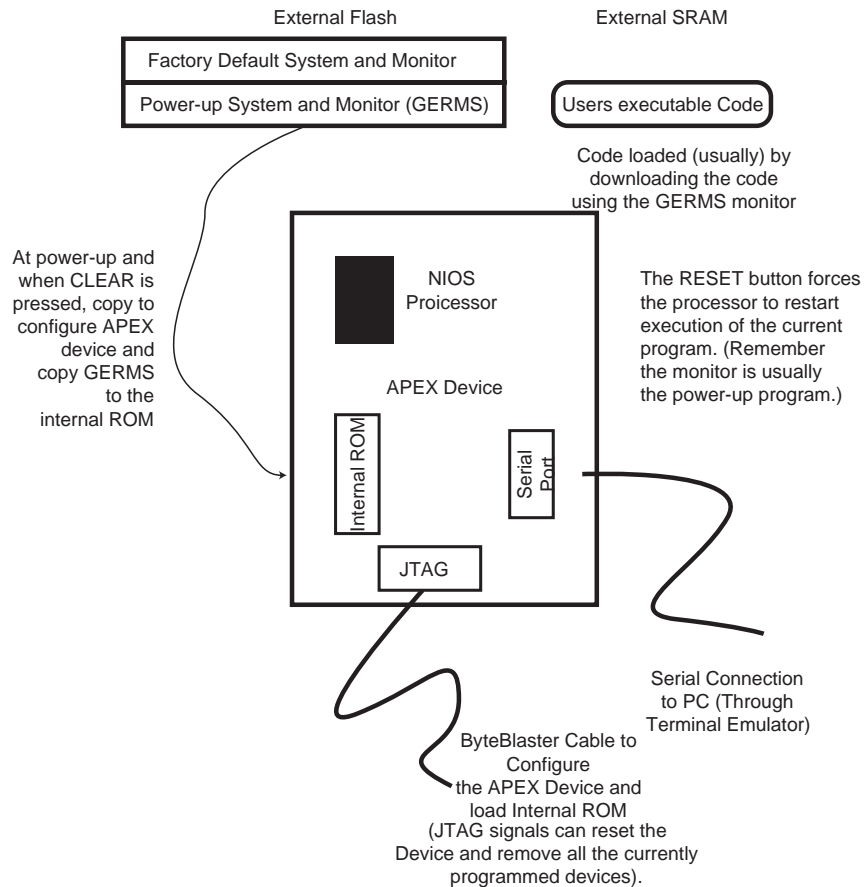 External Flash
External SRAM
Factory Default System and Monitor
Power-up System and Monitor (GERMS)
Users executable Code
Code loaded (usually) by
downloading the code
using the GERMS monitor
At power-up and
when CLEAR is
pressed, copy to
configure APEX
device and
copy GERMS
to the
internal ROM
NIOS
Proicessor
The RESET button forces
the processor to restart
execution of the current
program. (Remember
the monitor is usually
the power-up program.)
APEX Device
Internal ROM
Serial
Port
JTAG
Serial Connection
to PC (Through
Terminal Emulator)
ByteBlaster Cable to
Configure
the APEX Device and
load Internal ROM
(JTAG signals can reset the
Device and remove all the currently
programmed devices).